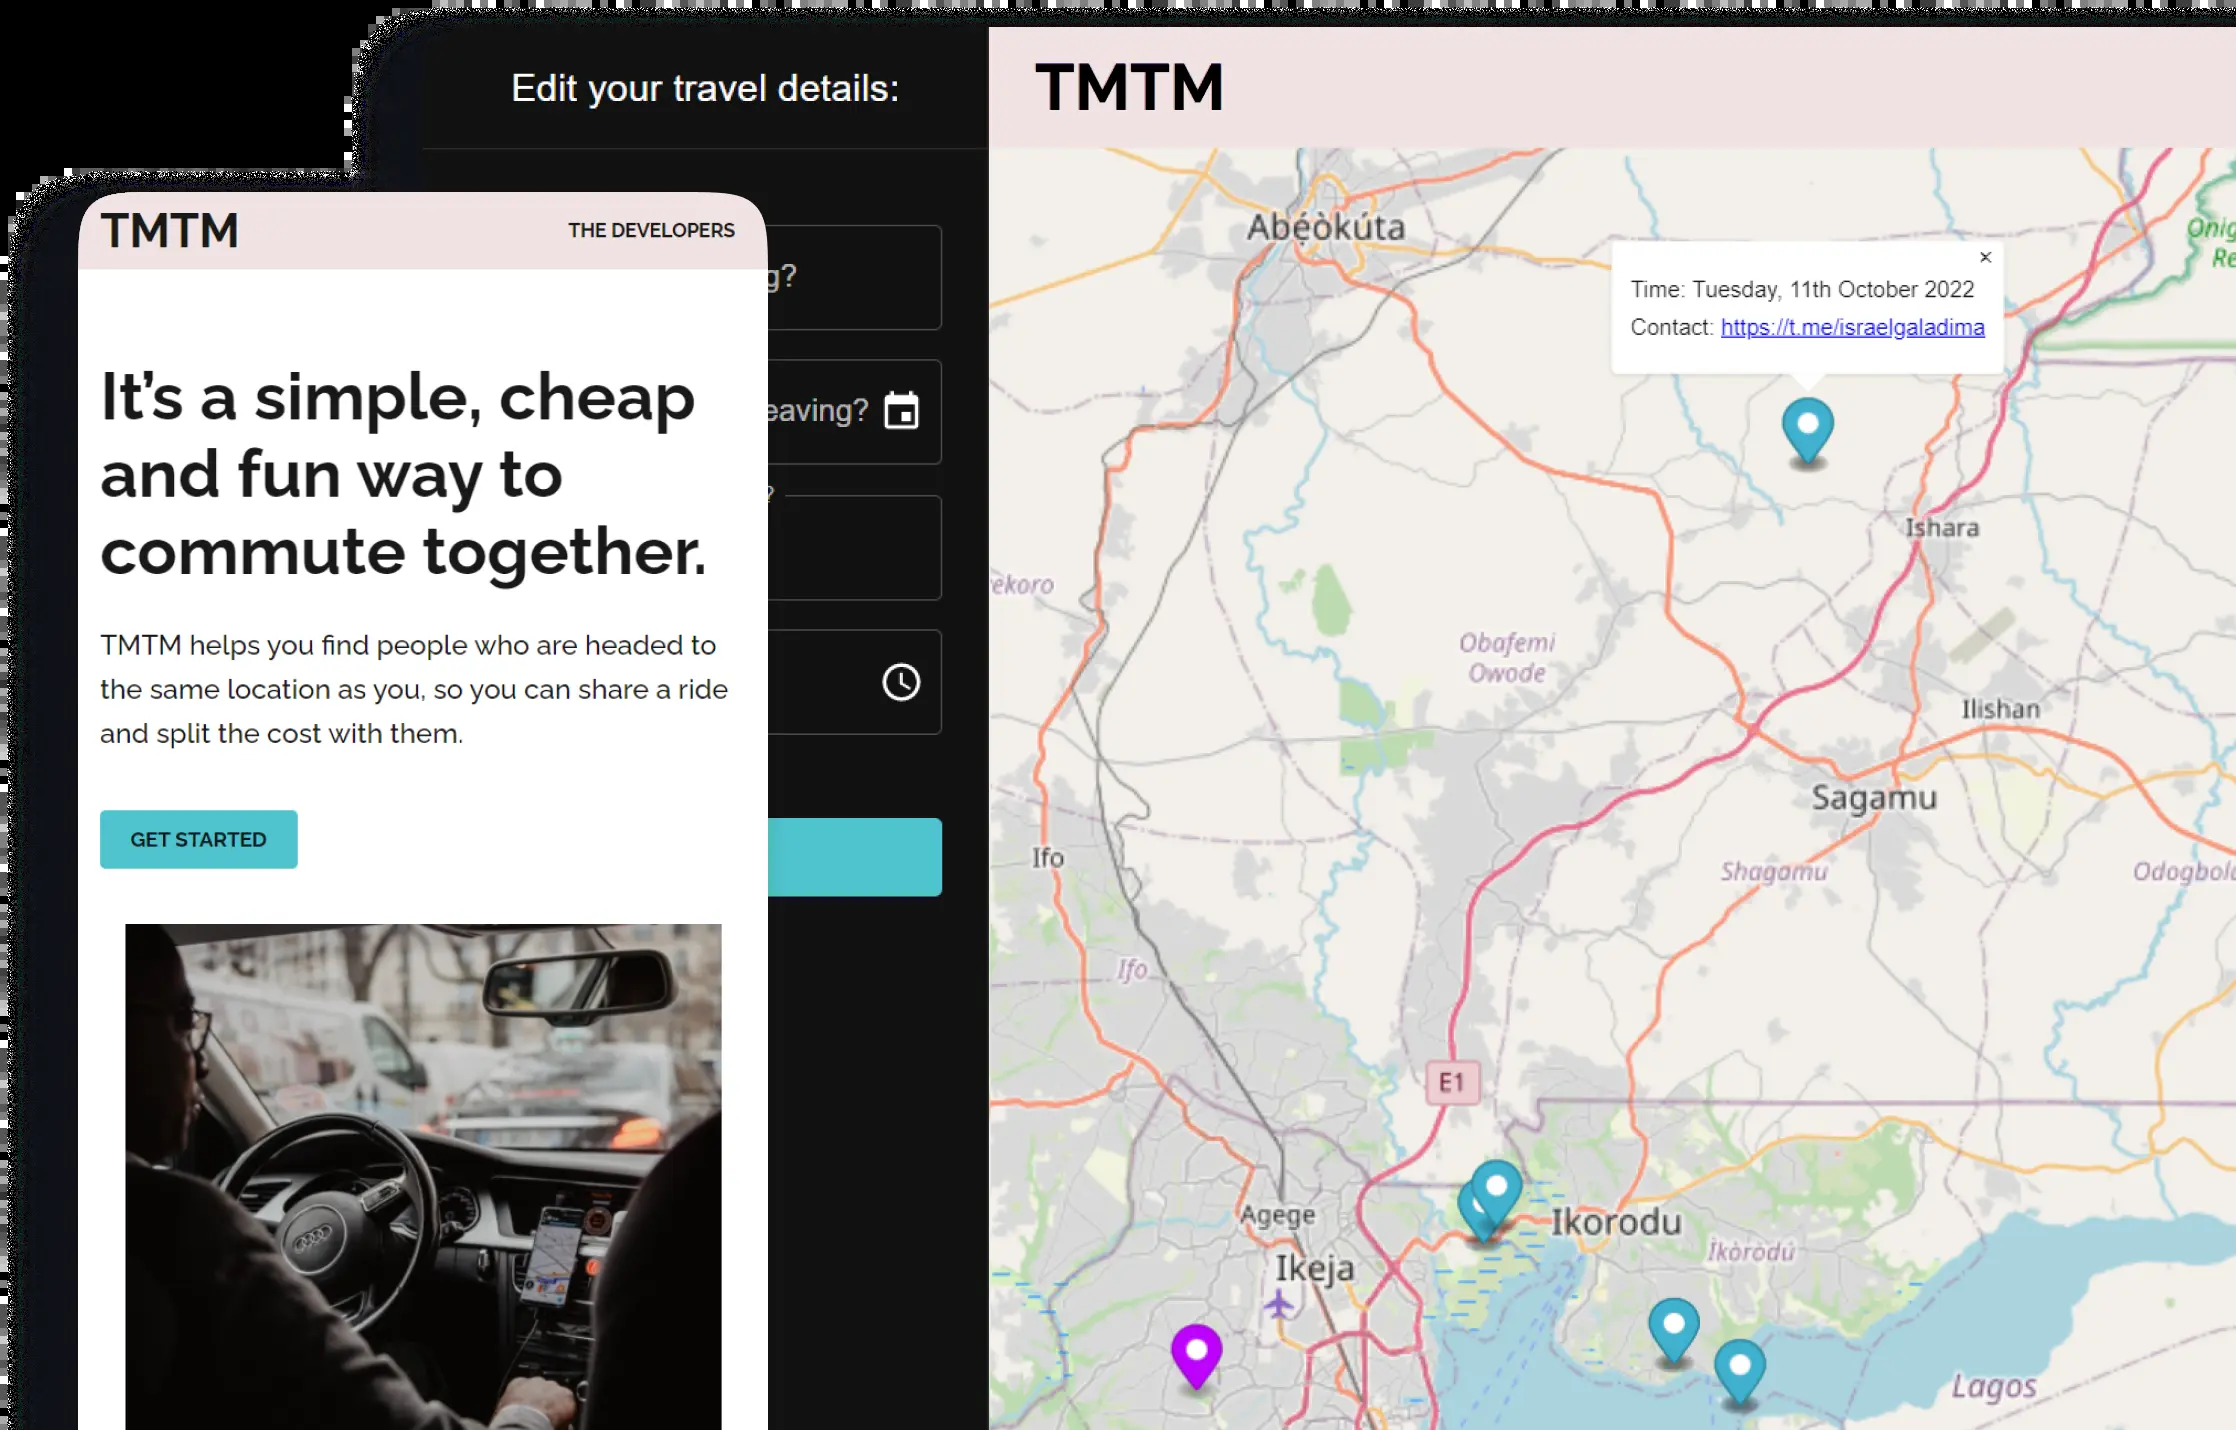 Edit your travel details:
g?
eaving?
?
TMTM
THE DEVELOPERS
It's a simple, cheap
and fun way to
commute together.
TMTM helps you find people who are headed to
the same location as you, so you can share a ride
and split the cost with them.
GET STARTED
TMTM
Abẹ́òkúta
Onig
Re
×
Time: Tuesday, 11th October 2022
Contact: https://t.me/israelgaladima
Ishara
ekoro
Obafemi
Owode
Ilishan
Sagamu
Ifo
Shagamu
Odogbolu
Ifo
E1
Agege
Ikorodu
Ikeja
Ìkòròdú
Lagos